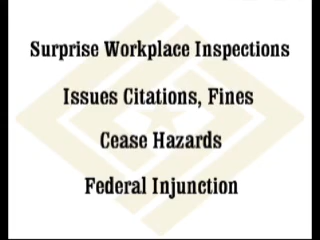 Surprise Workplace Inspections
Issues Citations, Fines
Cease Hazards
Federal Injunction